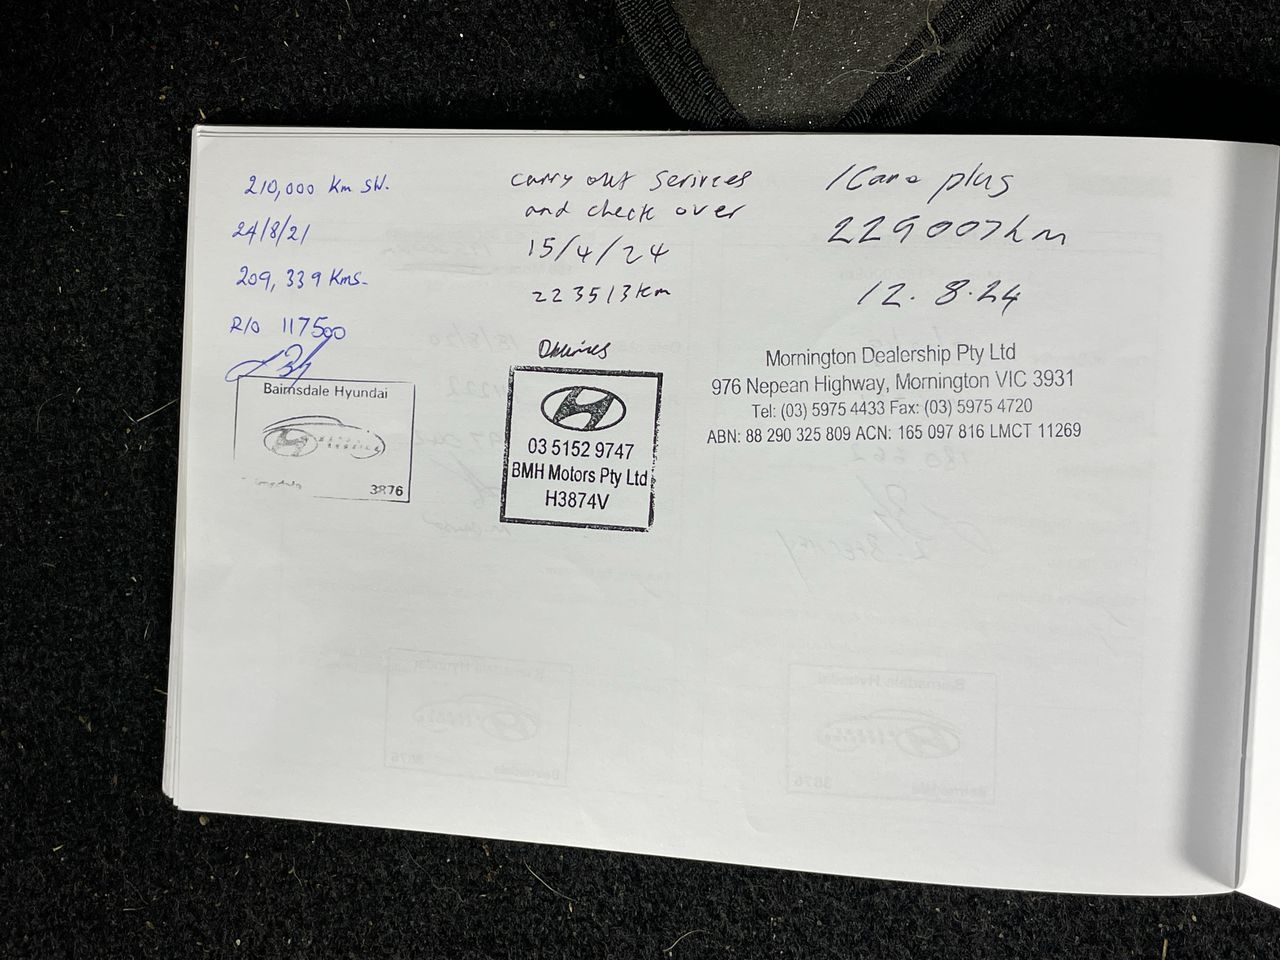 210,000 Km SW.
24/8/21
209,339 Kms-
R/O 117500
Bairnsdale Hyundai
3876
carry out Serivces
and check over
15/4/24
223513km
03 5152 9747
BMH Motors Pty Ltd
H3874V
ICare plus
229007km
12.8.24
Mornington Dealership Pty Ltd
976 Nepean Highway, Mornington VIC 3931
Tel: (03) 5975 4433 Fax: (03) 5975 4720
ABN: 88 290 325 809 ACN: 165 097 816 LMCT 11269